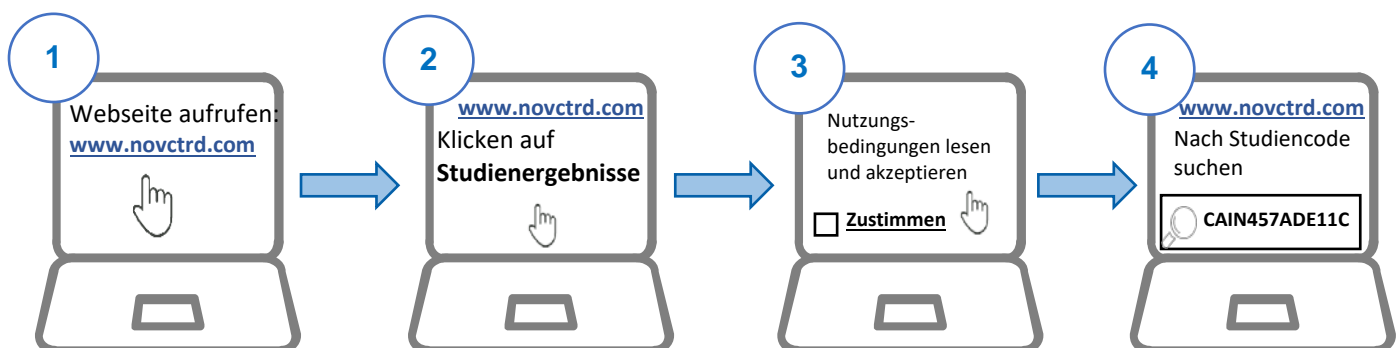 1
Webseite aufrufen:
www.novctrd.com
2
www.novctrd.com
Klicken auf
Studienergebnisse
3
Nutzungs-
bedingungen lesen
und akzeptieren
Zustimmen
4
www.novctrd.com
Nach Studiencode
suchen
CAIN457ADE11C